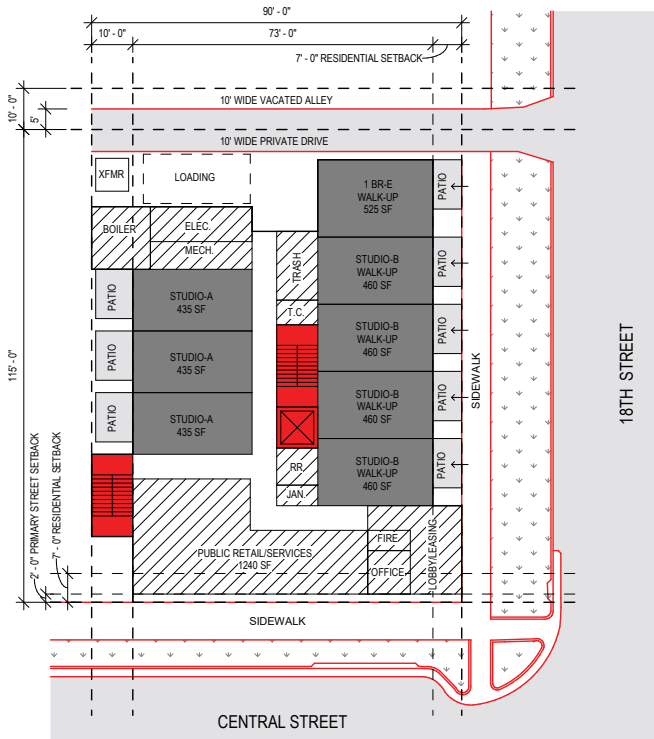 90' - 0"
10' - 0"
73' - 0"
7' - 0" RESIDENTIAL SETBACK
10' - 0"
5'
10' WIDE VACATED ALLEY
10' WIDE PRIVATE DRIVE
XFMR
LOADING
1 BR-E
WALK-UP
525 SF
PATIO
BOILER
ELEC.
MECH.
TRASH
STUDIO-B
WALK-UP
460 SF
PATIO
PATIO
STUDIO-A
435 SF
T.C.
STUDIO-B
WALK-UP
460 SF
PATIO
PATIO
STUDIO-A
435 SF
STUDIO-B
WALK-UP
460 SF
PATIO
PATIO
STUDIO-A
435 SF
STUDIO-B
WALK-UP
460 SF
PATIO
RR.
JAN.
SIDEWALK
18TH STREET
115' - 0"
2' - 0" PRIMARY STREET SETBACK
7' - 0" RESIDENTIAL SETBACK
PUBLIC RETAIL/SERVICES
1240 SF
FIRE
OFFICE
LOBBY/LEASING
SIDEWALK
CENTRAL STREET